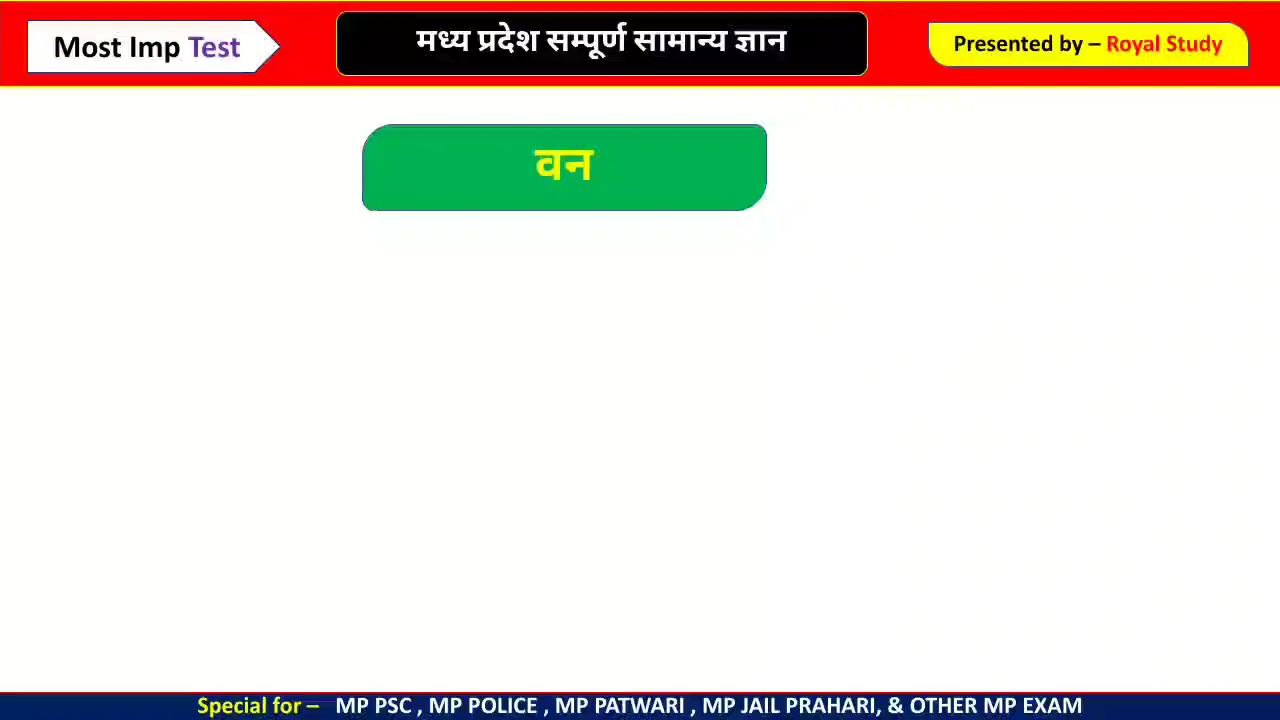 Most Imp Test
मध्य प्रदेश सम्पूर्ण सामान्य ज्ञान
Presented by – Royal Study
वन
Special for – MP PSC , MP POLICE , MP PATWARI , MP JAIL PRAHARI, & OTHER MP EXAM